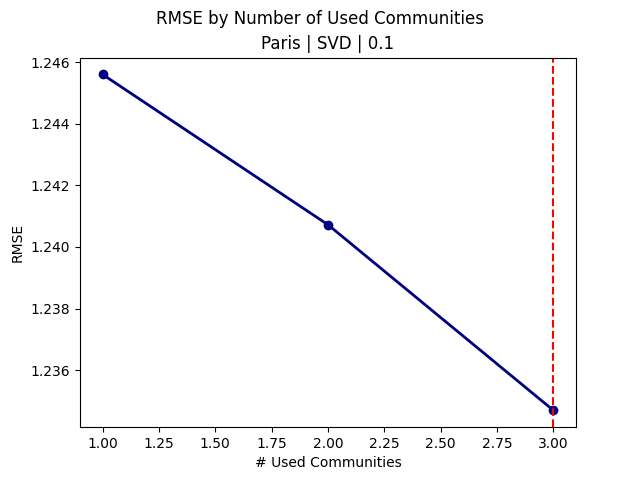 RMSE by Number of Used Communities
Paris | SVD | 0.1
1.246
1.244
1.242
1.240
1.238
1.236
RMSE
1.00 1.25 1.50 1.75 2.00 2.25 2.50 2.75 3.00
# Used Communities